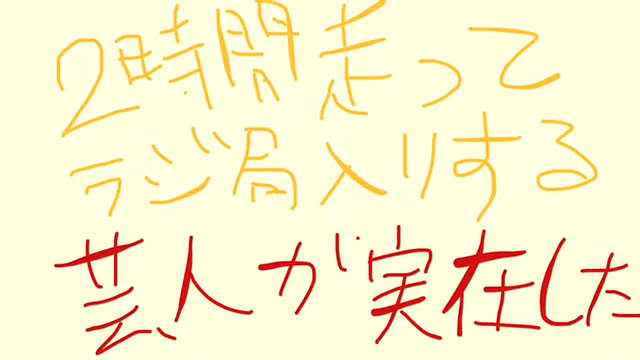 2時間走って
ラジ局入りする
芸人が実在した